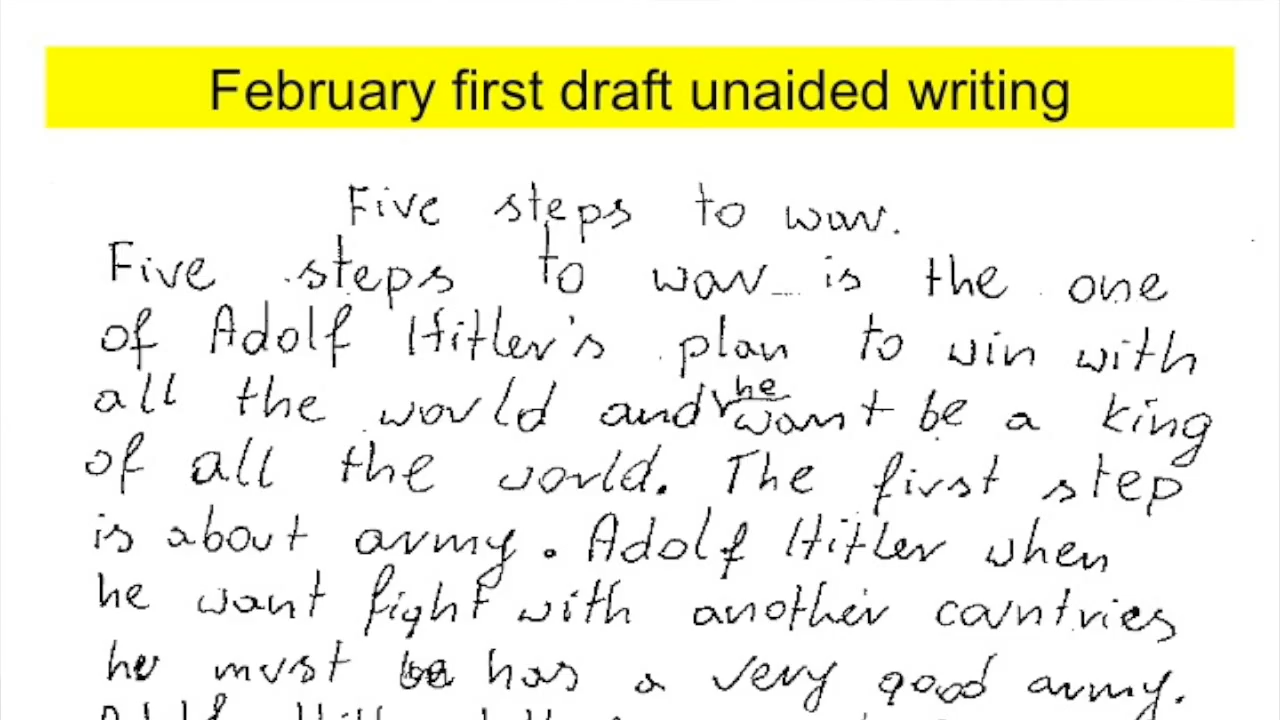 February first draft unaided writing
Five steps to war.
Five steps to war is the one
of Adolf Hitler's plan to win with
all the world and he want be a king
of all the world. The first step
is about army. Adolf Hitler when
he want fight with another countries
he must has a very good army.
Adolf